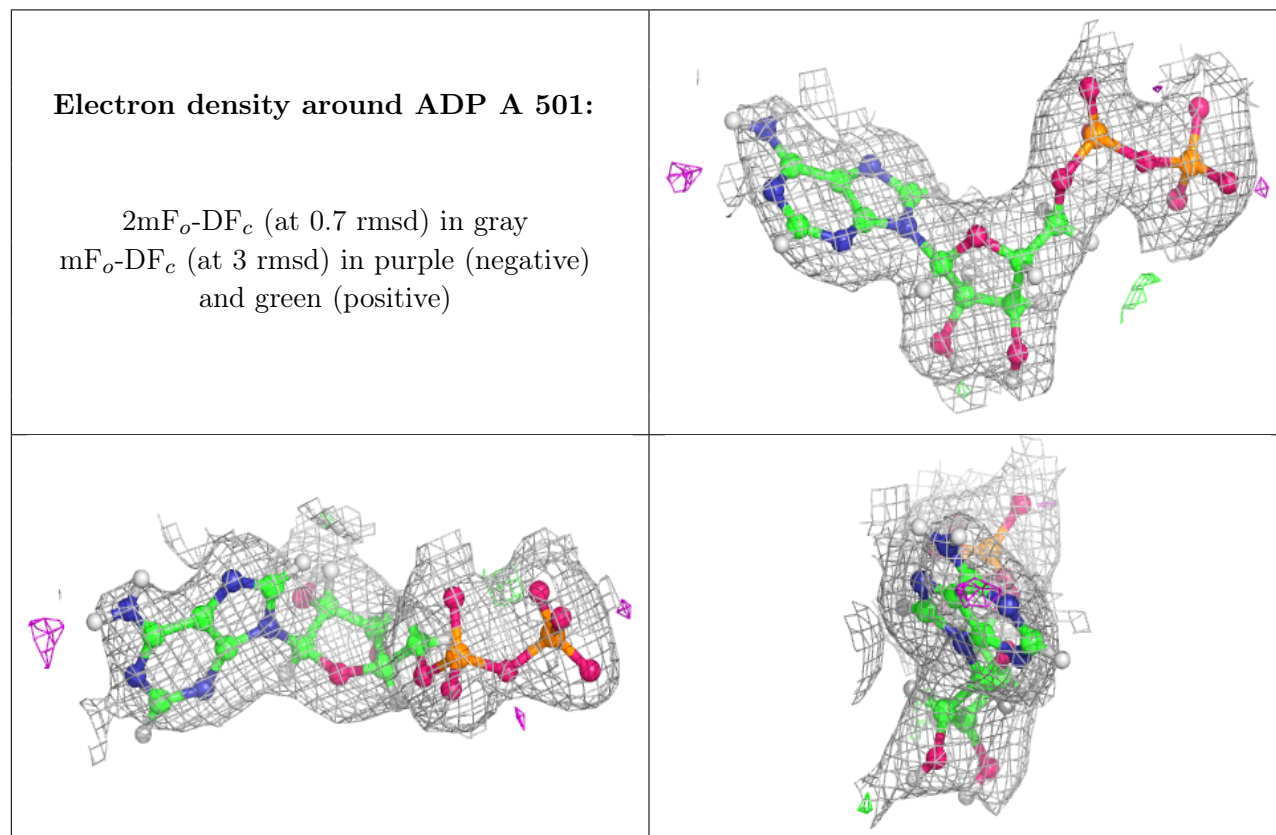 Electron density around ADP A 501:
2mFo-DFc (at 0.7 rmsd) in gray
mFo-DFc (at 3 rmsd) in purple (negative)
and green (positive)